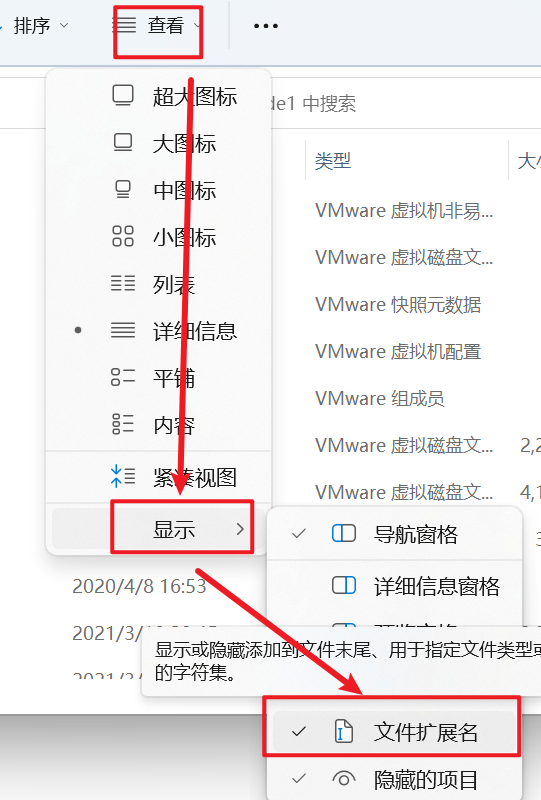 排序
查看
超大图标
de1 中搜索
大图标
类型
中图标
VMware 虚拟机非易...
小图标
VMware 虚拟磁盘文...
列表
VMware 快照元数据
详细信息
VMware 虚拟机配置
平铺
VMware 组成员
内容
VMware 虚拟磁盘文...
2,2
紧凑视图
VMware 虚拟磁盘文...
4,1
显示
导航窗格
2020/4/8 16:53
详细信息窗格
2021/3/
显示或隐藏添加到文件末尾、用于指定文件类型或
的字符集。
文件扩展名
隐藏的项目